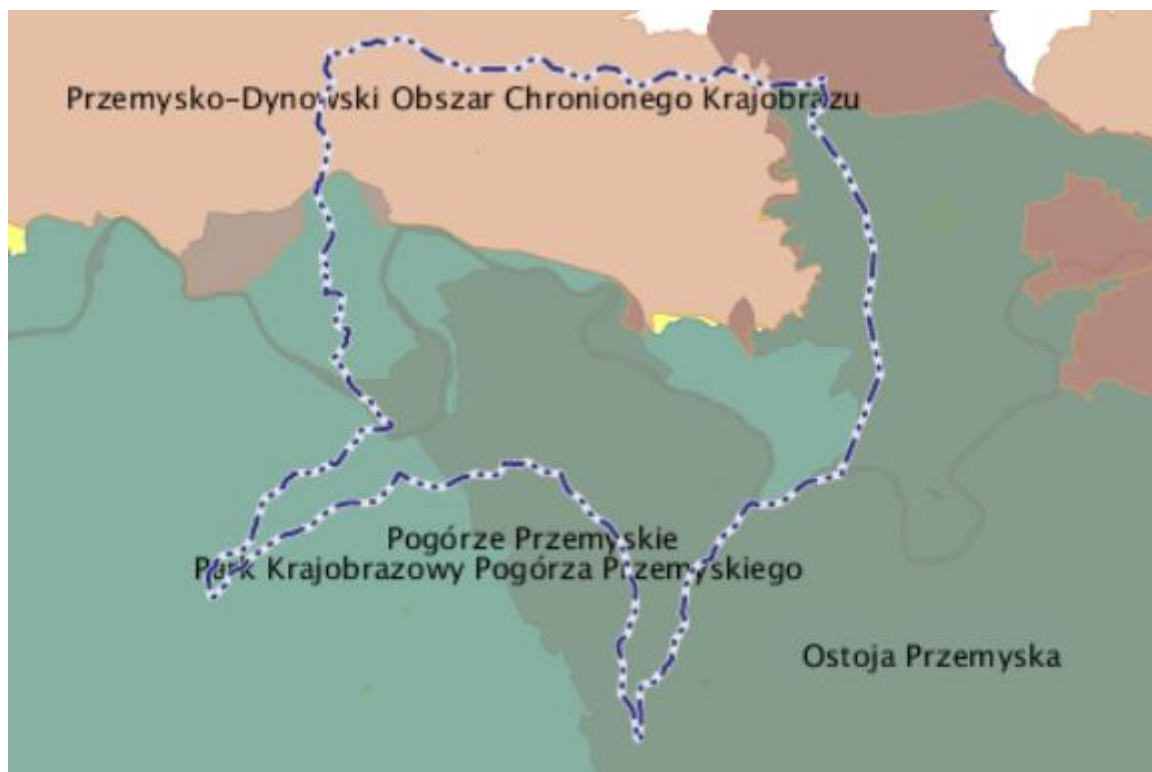 Przemysko-Dynowski Obszar Chronionego Krajobrazu
Pogórze Przemyskie
Park Krajobrazowy Pogórza Przemyskiego
Ostoja Przemyska